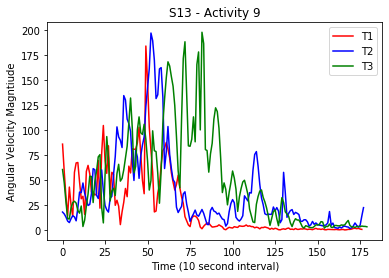 S13 - Activity 9
Angular Velocity Magntiude
200
175
150
125
100
75
50
25
0
0 25 50 75 100 125 150 175
Time (10 second interval)
T1
T2
T3